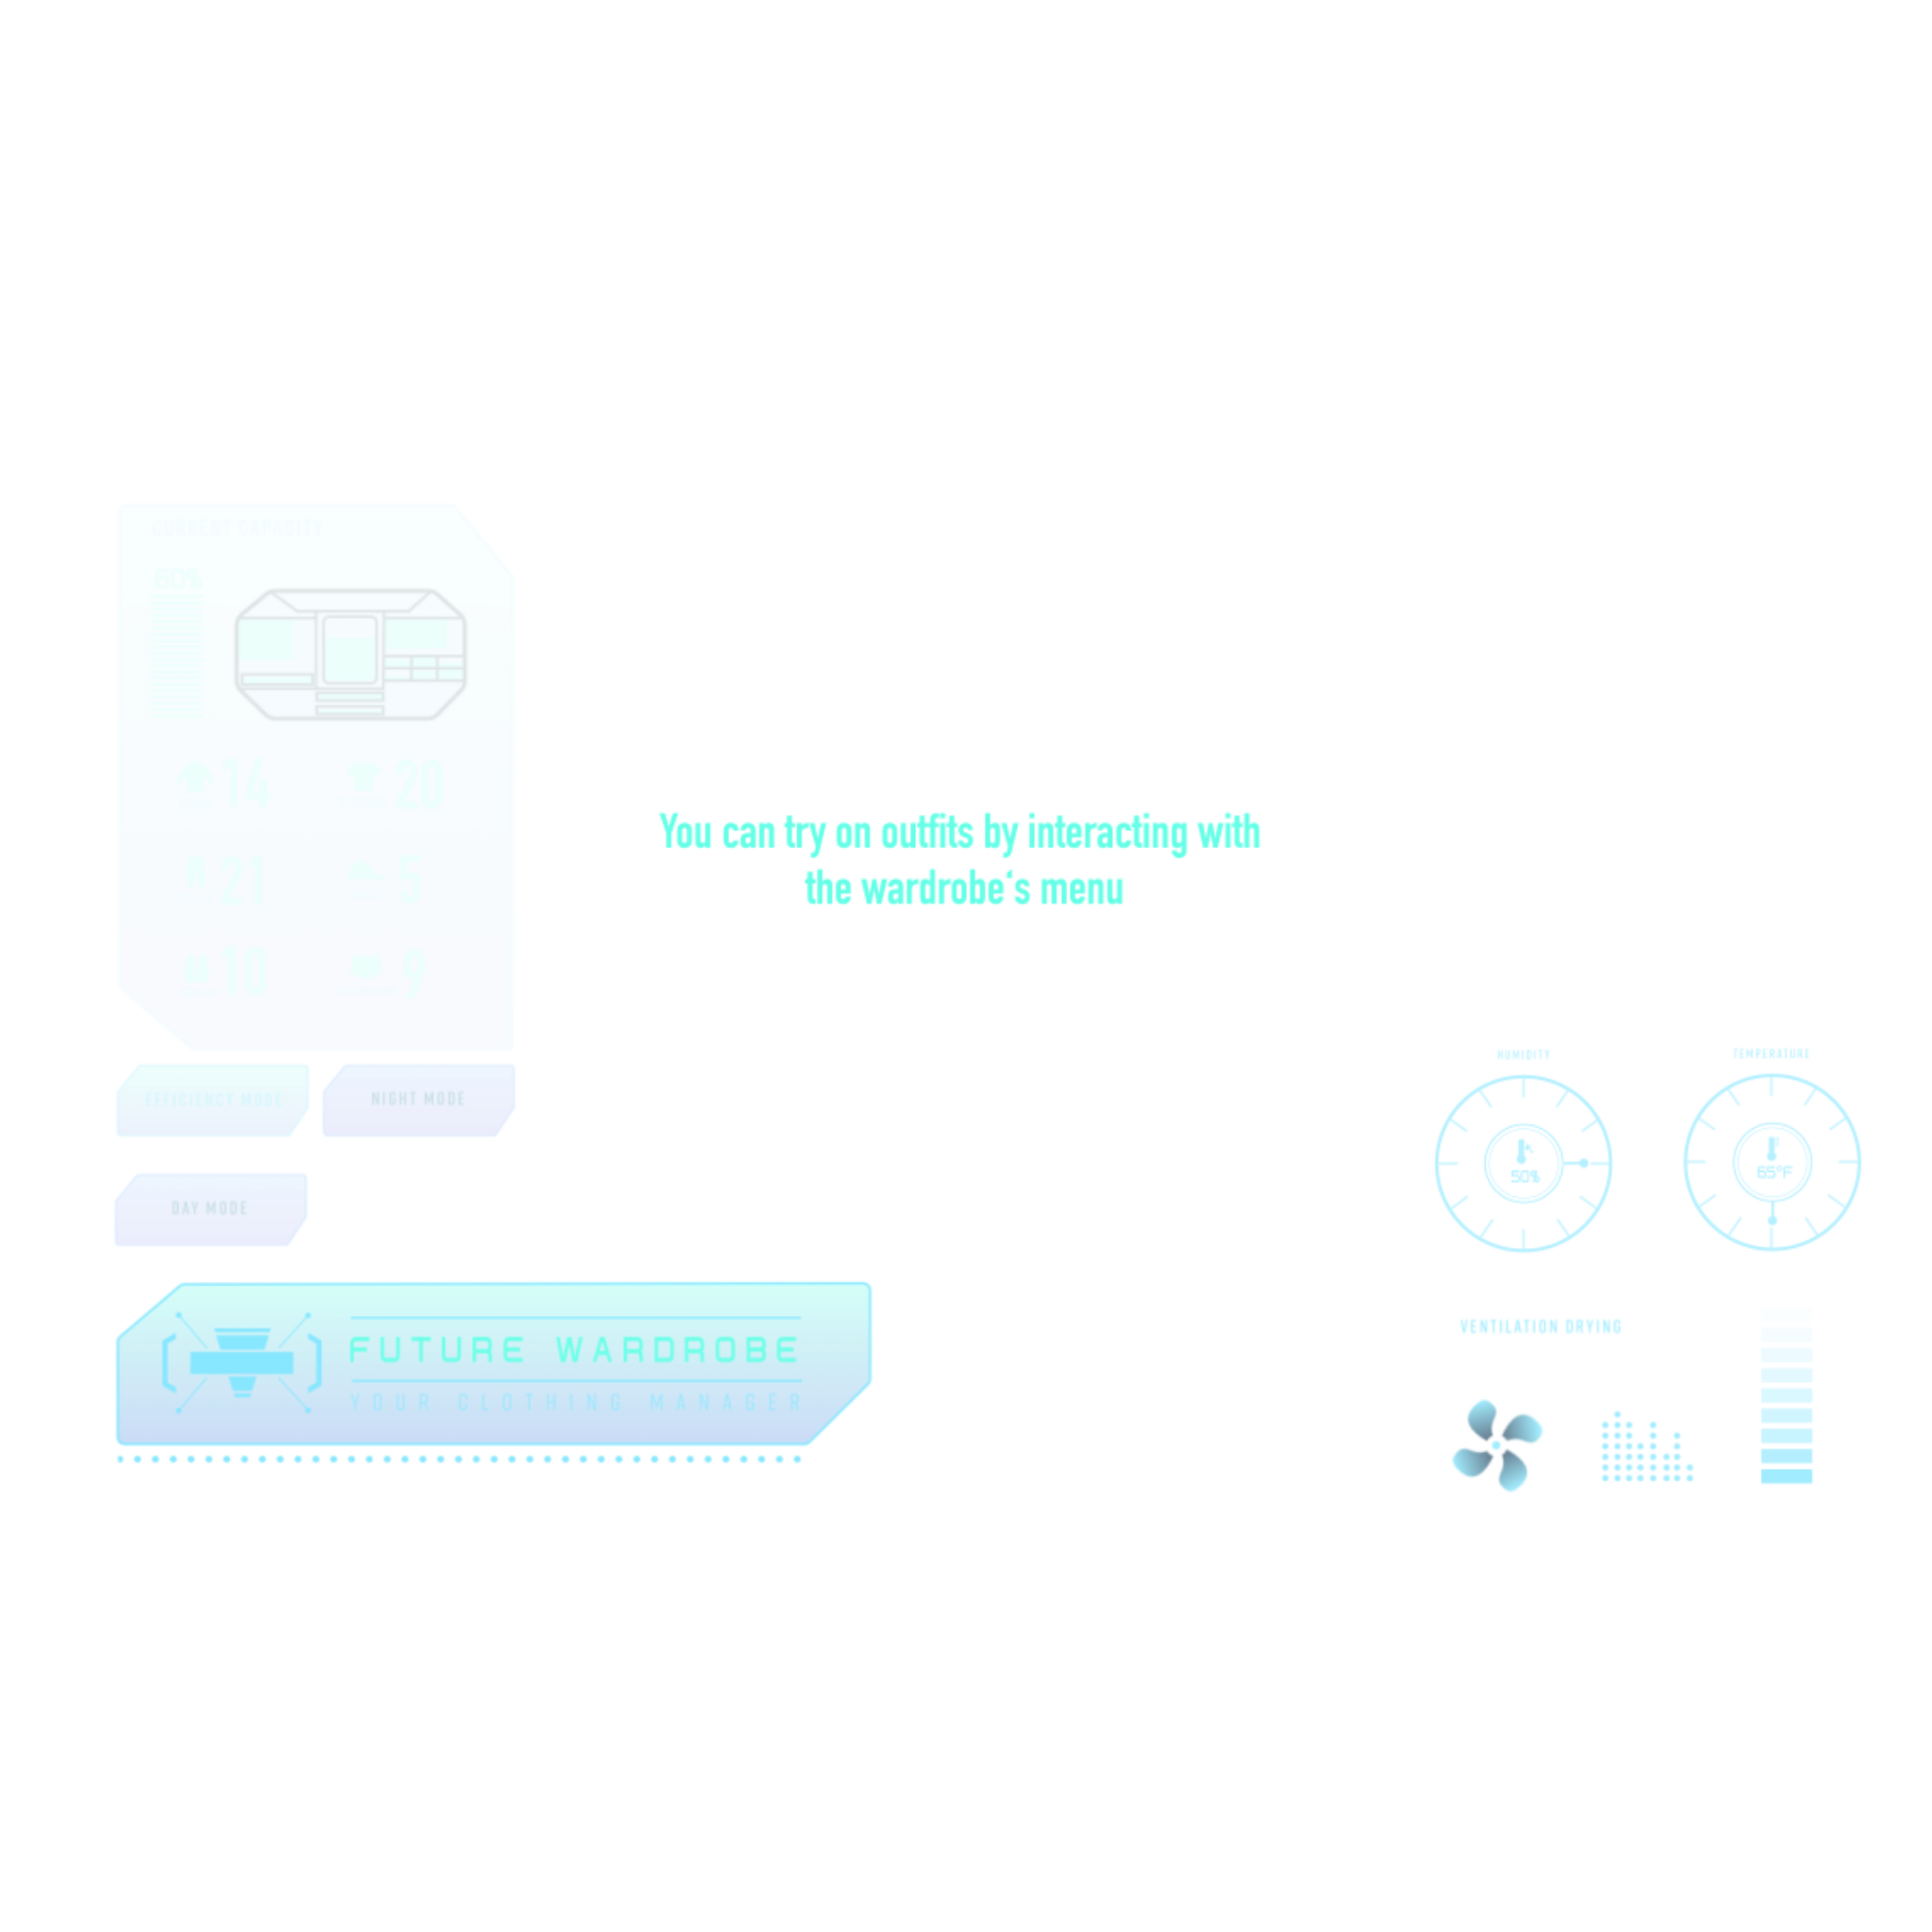 CURRENT CAPACITY
14
20
21
5
10
9
You can try on outfits by interacting with
the wardrobe‘s menu
EFFICIENCY MODE
NIGHT MODE
DAY MODE
HUMIDITY
50%
TEMPERATURE
65°F
FUTURE WARDROBE
YOUR CLOTHING MANAGER
VENTILATION DRYING